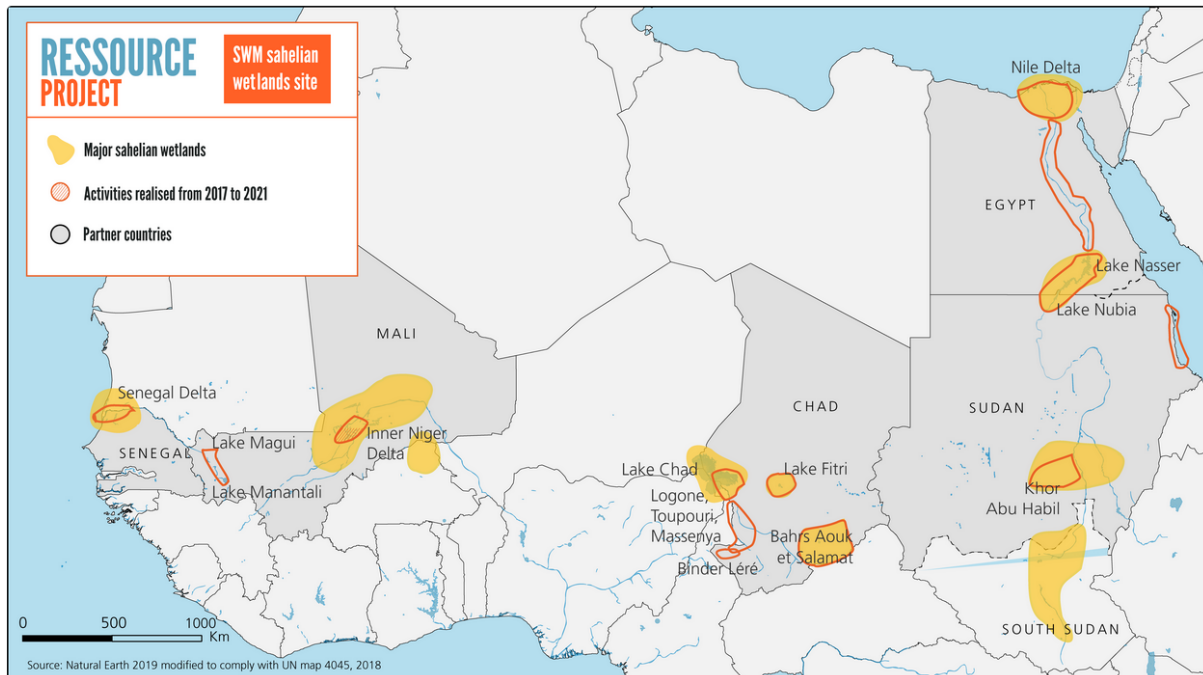 RESSOURCE
PROJECT
SWM sahelian
wetlands site
Major sahelian wetlands
Activities realised from 2017 to 2021
Partner countries
Nile Delta
EGYPT
Lake Nasser
Lake Nubia
MALI
Senegal Delta
SENEGAL
Lake Magui
Lake Manantali
Inner Niger
Delta
CHAD
SUDAN
Lake Chad
Lake Fitri
Logone,
Toupouri,
Massenya
Khor
Abu Habil
Bahrs Aouk
et Salamat
Binder Léré
SOUTH SUDAN
0 500 1000
Km
Source: Natural Earth 2019 modified to comply with UN map 4045, 2018